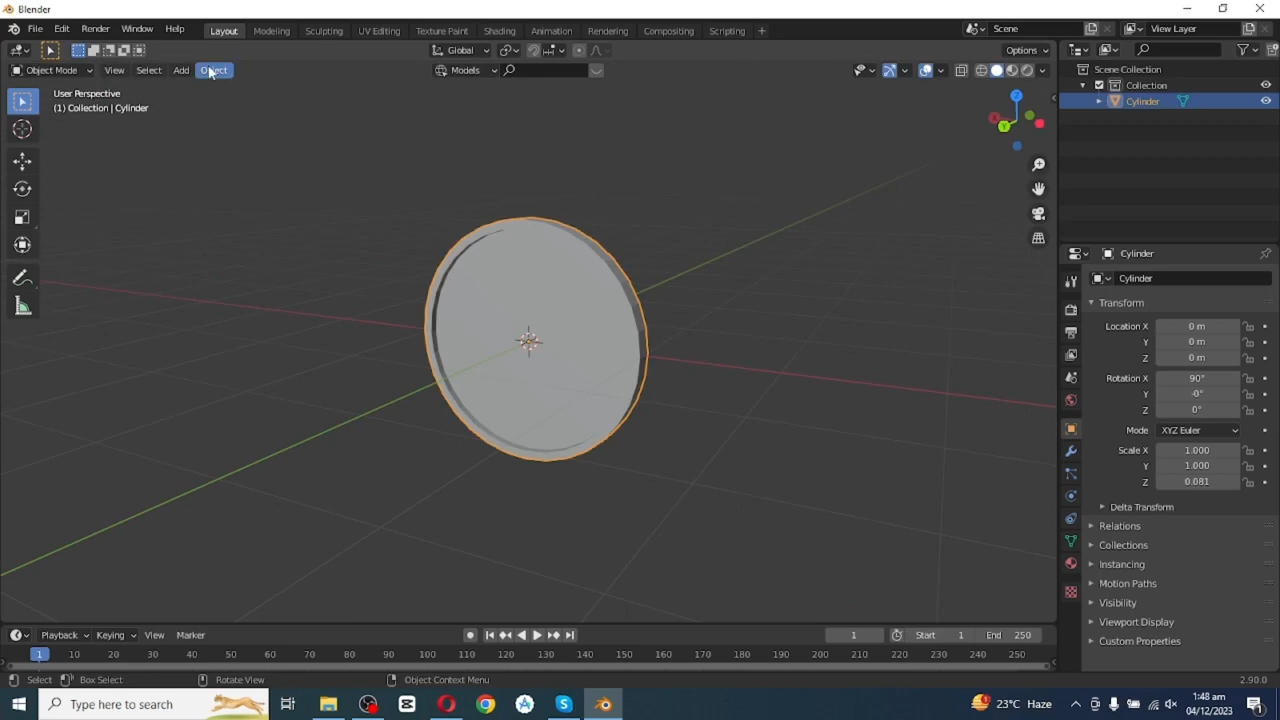 Blender
File Edit Render Window Help
Layout Modeling Sculpting UV Editing Texture Paint Shading Animation Rendering Compositing Scripting +
Scene
View Layer
Global
Options
Object Mode View Select Add Object
Models
User Perspective
(1) Collection | Cylinder
Z
Y
Scene Collection
Collection
Cylinder
Cylinder
Cylinder
Transform
Location X 0 m
Y 0 m
Z 0 m
Rotation X 90°
Y -0°
Z 0°
Mode XYZ Euler
Scale X 1.000
Y 1.000
Z 0.081
Delta Transform
Relations
Collections
Instancing
Motion Paths
Visibility
Viewport Display
Custom Properties
Playback Keying View Marker
1
Start 1 End 250
1 10 20 30 40 50 60 70 80 90 100 110 120 130 140 150 160 170 180 190 200 210 220 230 240 250
Select Box Select Rotate View Object Context Menu
2.90.0
Type here to search
23°C Haze
1:48 am
04/12/2023